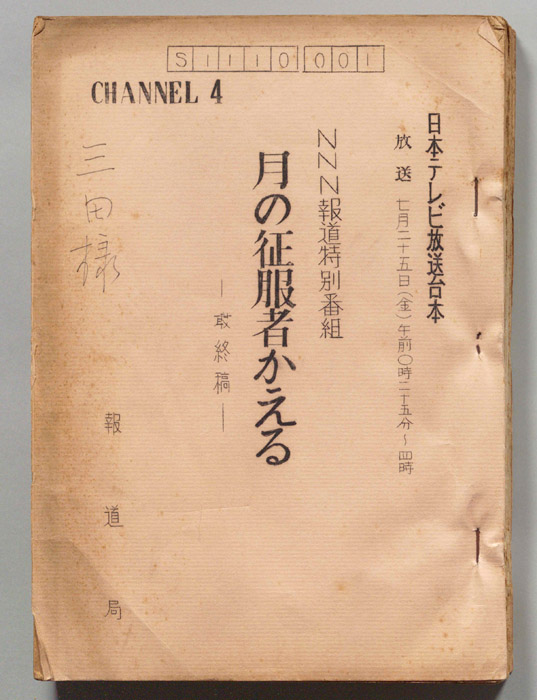 S1110001
CHANNEL 4
日本テレビ放送台本
放送 七月二十五日(金)午前〇時二十五分〜四時
NNN報道特別番組
月の征服者かえる
―最終稿―
三田様
報道局